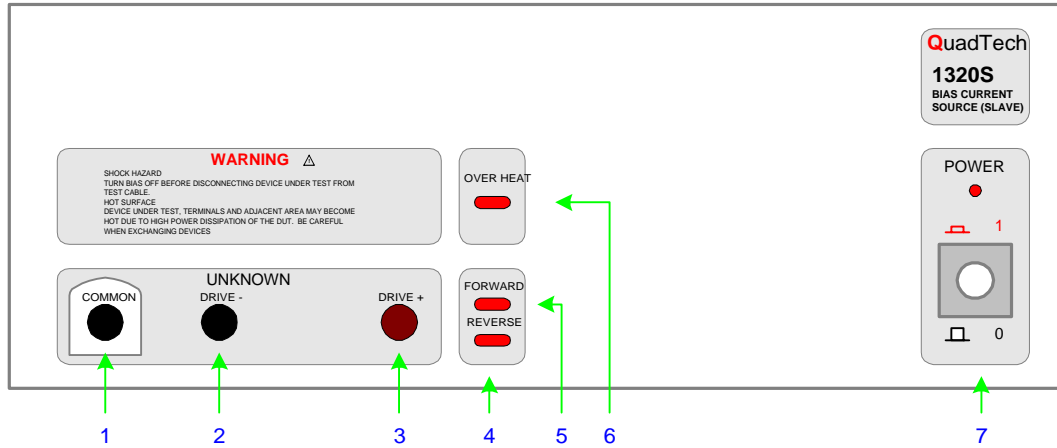 QuadTech
1320S
BIAS CURRENT
SOURCE (SLAVE)
WARNING ⚠
SHOCK HAZARD
TURN BIAS OFF BEFORE DISCONNECTING DEVICE UNDER TEST FROM
TEST CABLE.
HOT SURFACE
DEVICE UNDER TEST, TERMINALS AND ADJACENT AREA MAY BECOME
HOT DUE TO HIGH POWER DISSIPATION OF THE DUT. BE CAREFUL
WHEN EXCHANGING DEVICES
OVER HEAT
POWER
1
0
UNKNOWN
COMMON
DRIVE -
DRIVE +
FORWARD
REVERSE
1 2 3 4 5 6 7